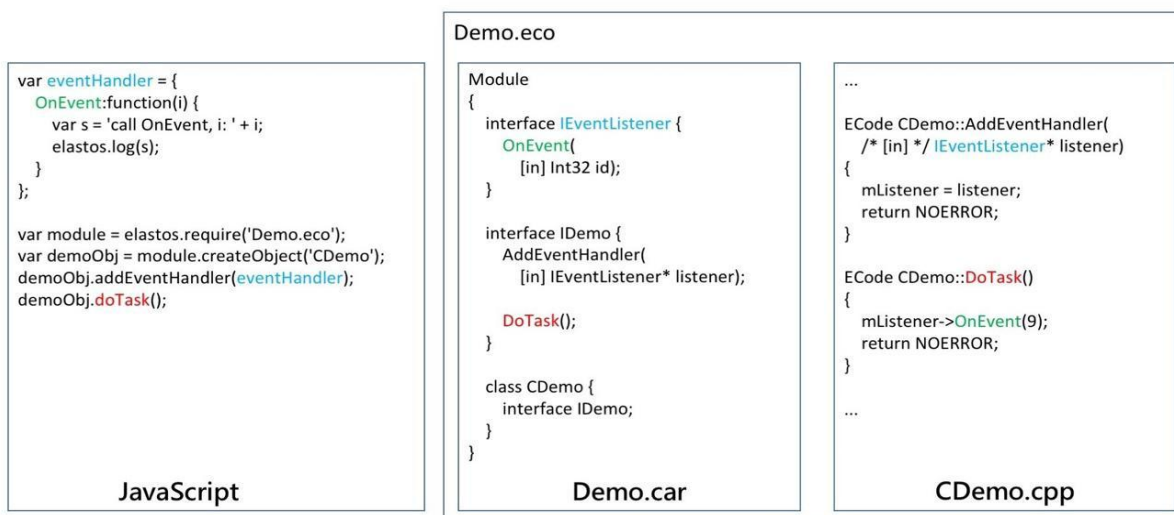 Demo.eco
var eventHandler = {
OnEvent:function(i) {
var s = 'call OnEvent, i: ' + i;
elastos.log(s);
}
};
var module = elastos.require('Demo.eco');
var demoObj = module.createObject('CDemo');
demoObj.addEventHandler(eventHandler);
demoObj.doTask();
JavaScript
Module
{
interface IEventListener {
OnEvent(
[in] Int32 id);
}
interface IDemo {
AddEventHandler(
[in] IEventListener* listener);
DoTask();
}
class CDemo {
interface IDemo;
}
}
Demo.car
...
ECode CDemo::AddEventHandler(
/* [in] */ IEventListener* listener)
{
mListener = listener;
return NOERROR;
}
ECode CDemo::DoTask()
{
mListener->OnEvent(9);
return NOERROR;
}
...
CDemo.cpp